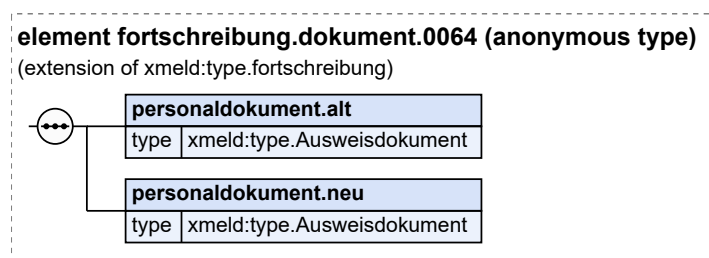 element fortschreibung.dokument.0064 (anonymous type)
(extension of xmeld:type.fortschreibung)
personaldokument.alt
type xmeld:type.Ausweisdokument
personaldokument.neu
type xmeld:type.Ausweisdokument